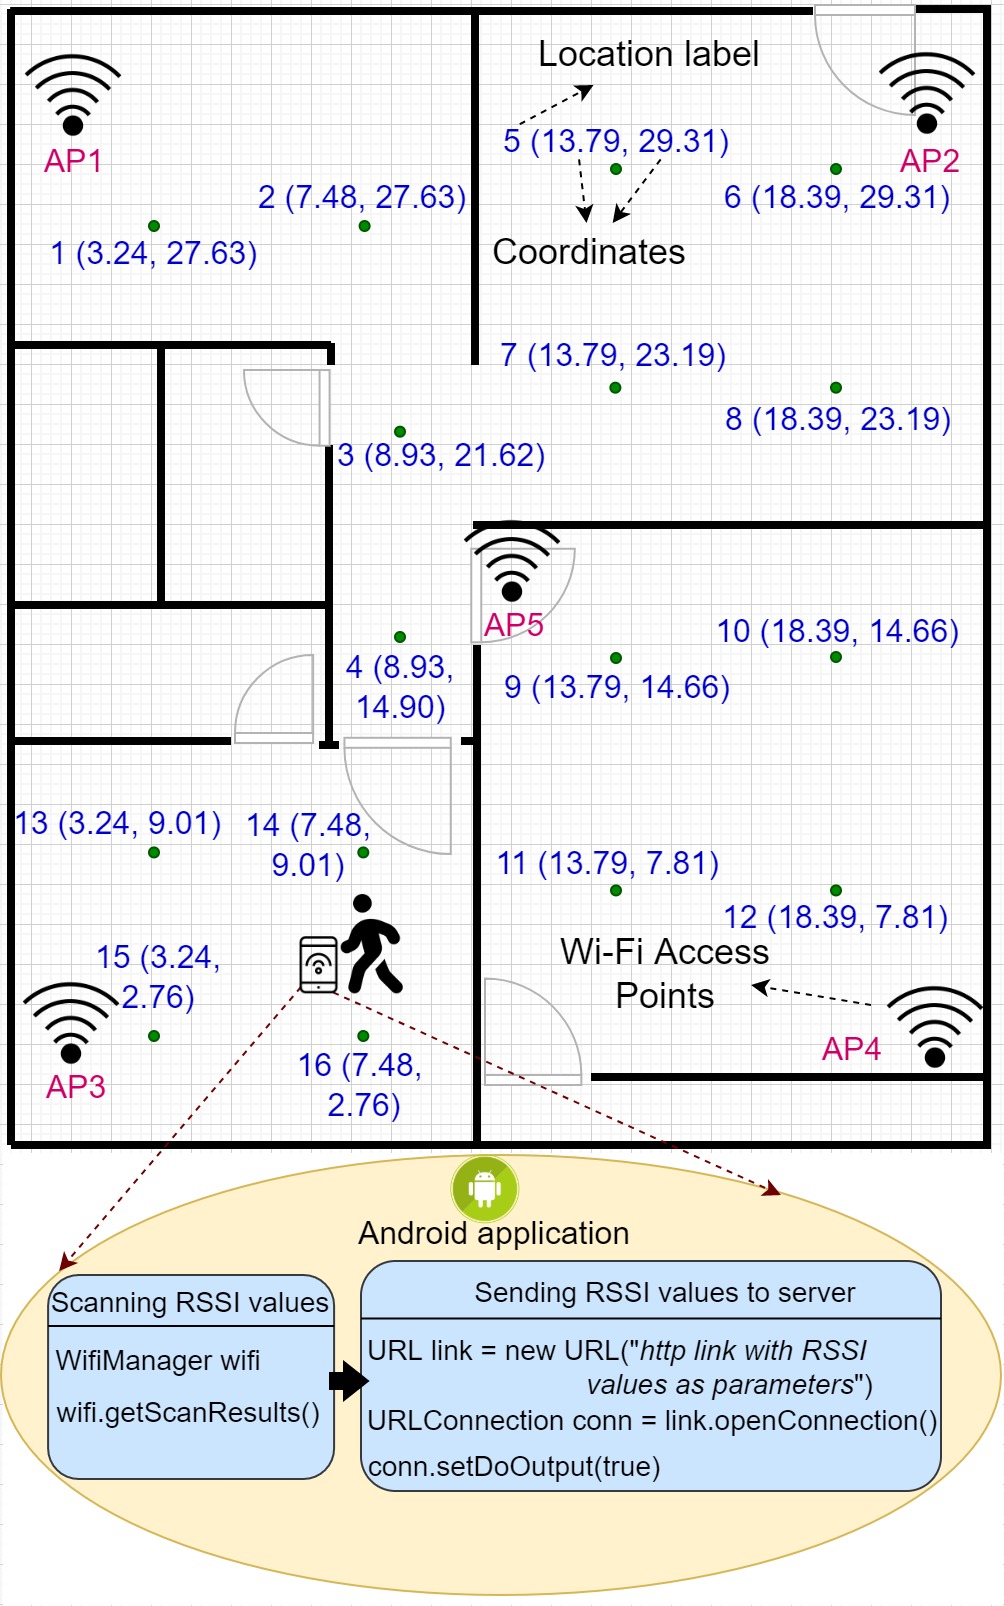 Location label
AP1
5 (13.79, 29.31)
AP2
2 (7.48, 27.63)
6 (18.39, 29.31)
1 (3.24, 27.63)
Coordinates
7 (13.79, 23.19)
8 (18.39, 23.19)
3 (8.93, 21.62)
AP5
10 (18.39, 14.66)
4 (8.93,
14.90)
9 (13.79, 14.66)
13 (3.24, 9.01)
14 (7.48,
9.01)
11 (13.79, 7.81)
12 (18.39, 7.81)
15 (3.24,
2.76)
Wi-Fi Access
Points
AP4
AP3
16 (7.48,
2.76)
Android application
Scanning RSSI values
WifiManager wifi
wifi.getScanResults()
Sending RSSI values to server
URL link = new URL("http link with RSSI
values as parameters")
URLConnection conn = link.openConnection()
conn.setDoOutput(true)